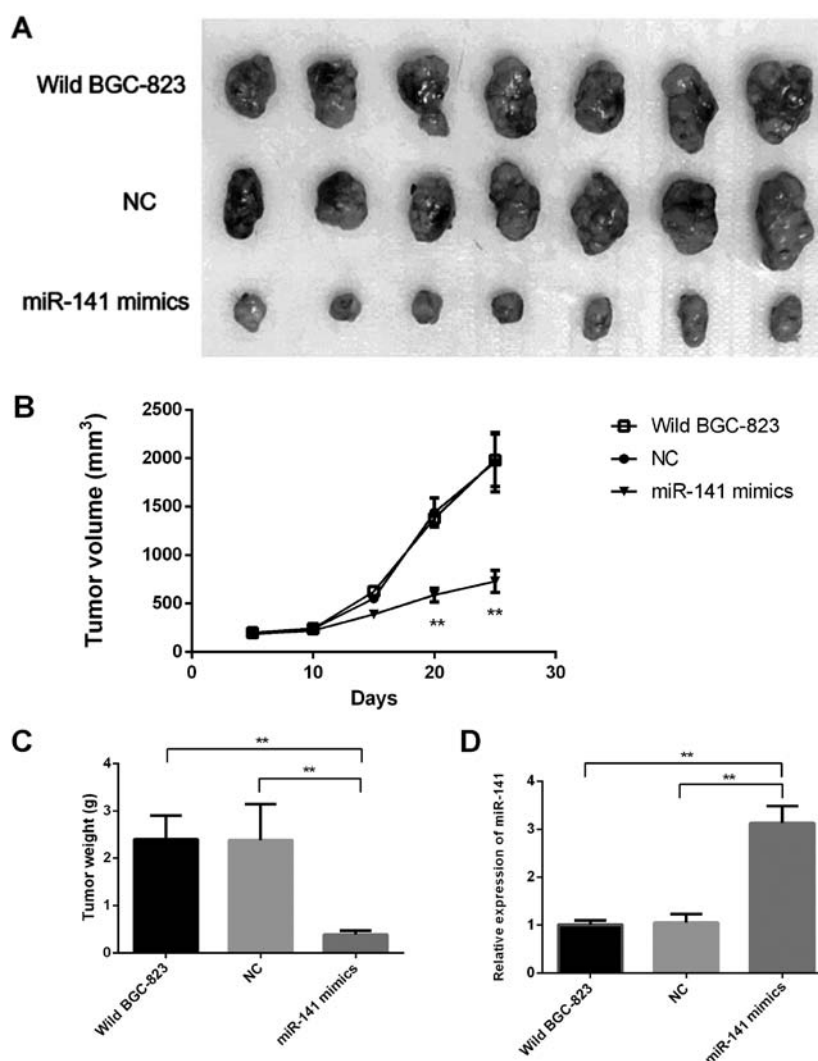 A
Wild BGC-823
NC
miR-141 mimics
B
Tumor volume (mm3)
2500
2000
1500
1000
500
0
0 10 20 30
Days
** **
Wild BGC-823
NC
miR-141 mimics
C
Tumor weight (g)
4
3
2
1
0
**
**
Wild BGC-823
NC
miR-141 mimics
D
Relative expression of miR-141
4
3
2
1
0
**
**
Wild BGC-823
NC
miR-141 mimics